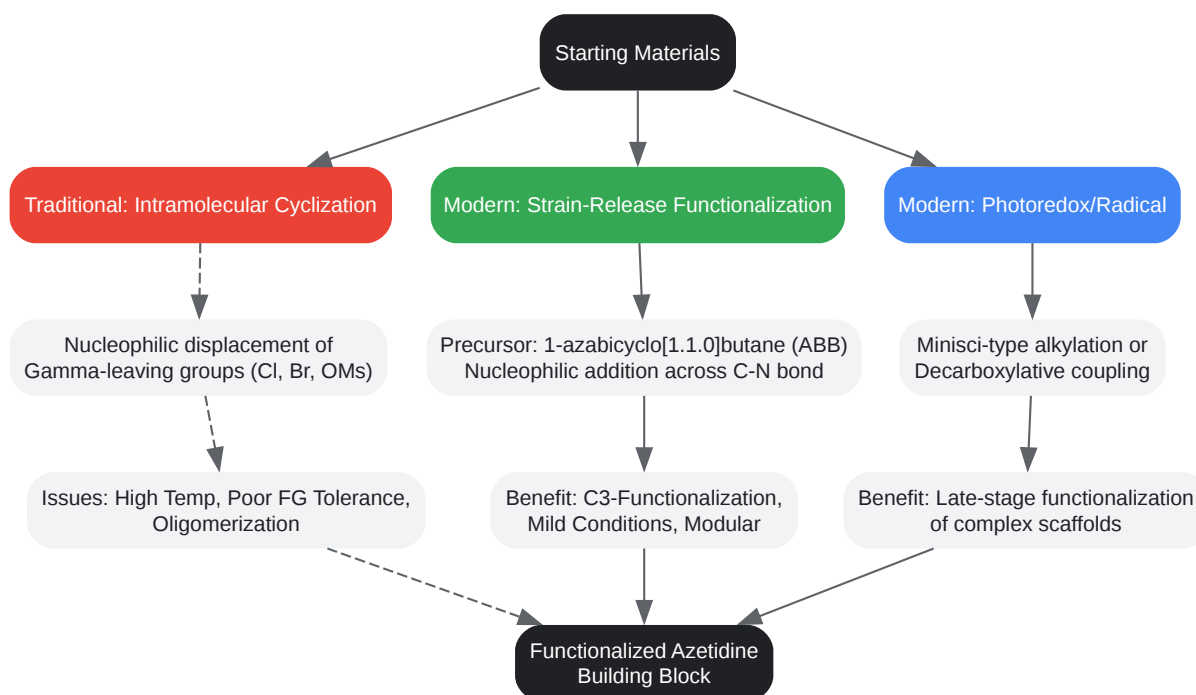 Starting Materials
Traditional: Intramolecular Cyclization
Modern: Strain-Release Functionalization
Modern: Photoredox/Radical
Nucleophilic displacement of
Gamma-leaving groups (Cl, Br, OMs)
Precursor: 1-azabicyclo[1.1.0]butane (ABB)
Nucleophilic addition across C-N bond
Minisci-type alkylation or
Decarboxylative coupling
Issues: High Temp, Poor FG Tolerance,
Oligomerization
Benefit: C3-Functionalization,
Mild Conditions, Modular
Benefit: Late-stage functionalization
of complex scaffolds
Functionalized Azetidine
Building Block